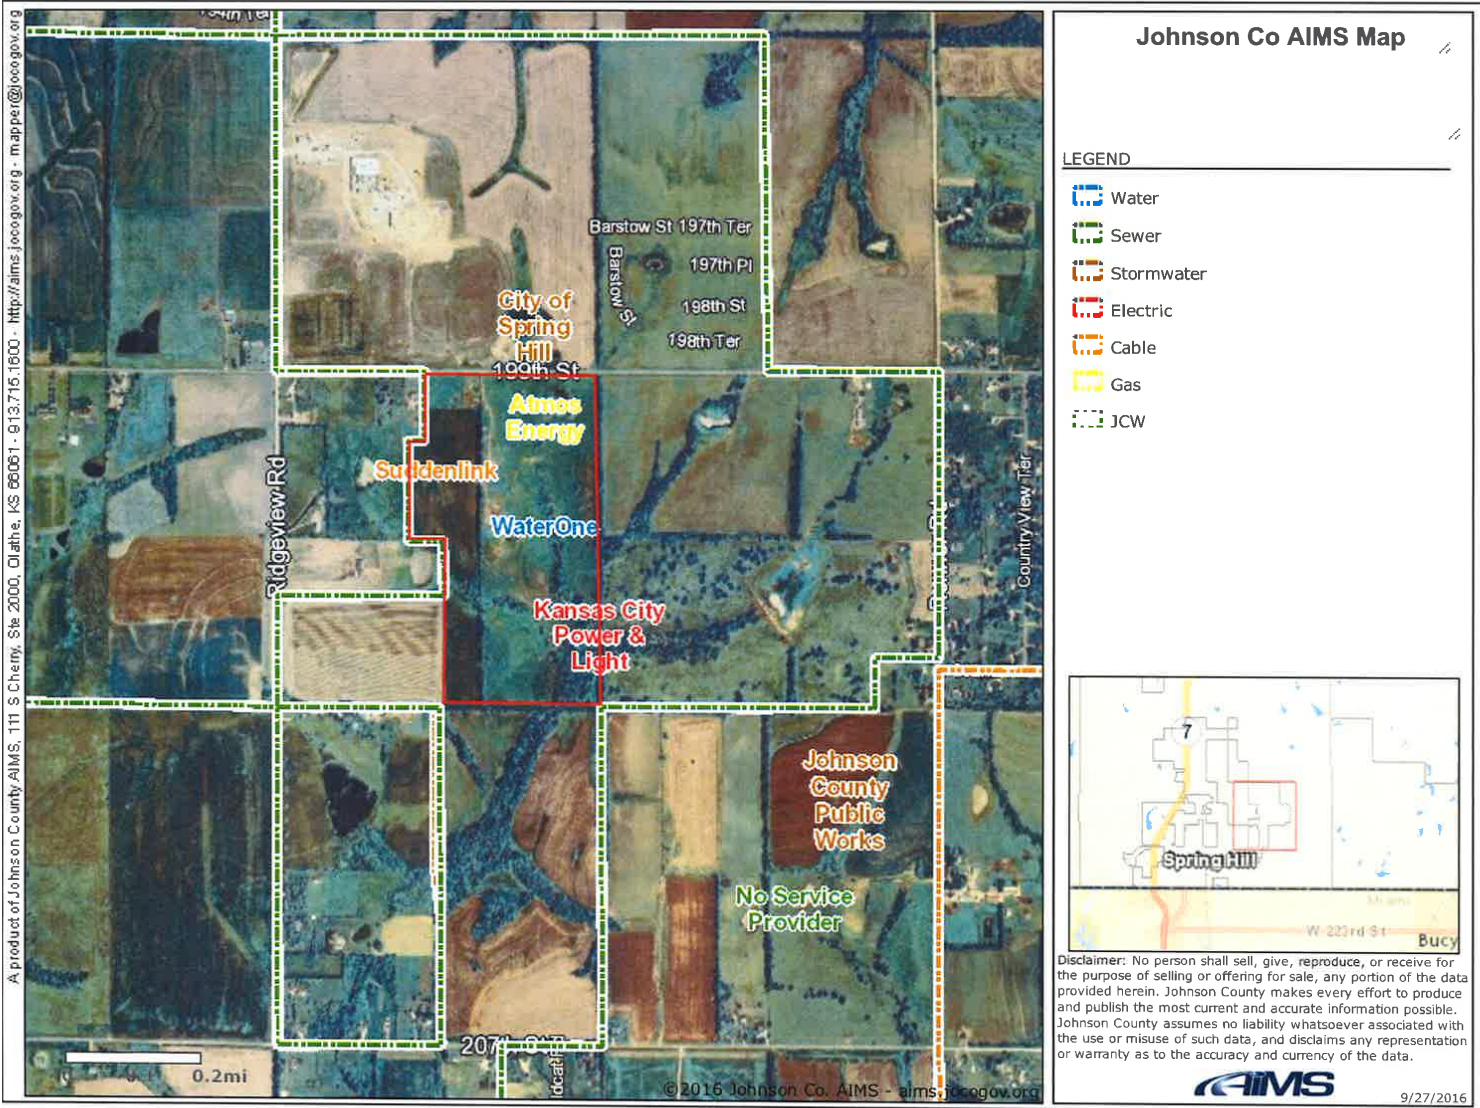 A product of Johnson County AIMS, 111 S Cherry, Ste 2000, Olathe, KS 66061 - 913.715.1600 - http://aims.jocogov.org - mapper@jocogov.org
194th Ter
Barstow St 197th Ter
197th Pl
Barstow St
198th St
198th Ter
City of
Spring
Hill
199th St
Atmos
Energy
Suddenlink
WaterOne
Ridgeview Rd
Country View Ter
Kansas City
Power &
Light
Johnson
County
Public
Works
No Service
Provider
207th St
0.2mi
©2016 Johnson Co. AIMS - aims.jocogov.org
Johnson Co AIMS Map
LEGEND
Water
Sewer
Stormwater
Electric
Cable
Gas
JCW
7
Spring Hill
Miami
W 223rd St
Bucy
Disclaimer: No person shall sell, give, reproduce, or receive for
the purpose of selling or offering for sale, any portion of the data
provided herein. Johnson County makes every effort to produce
and publish the most current and accurate information possible.
Johnson County assumes no liability whatsoever associated with
the use or misuse of such data, and disclaims any representation
or warranty as to the accuracy and currency of the data.
AIMS
9/27/2016